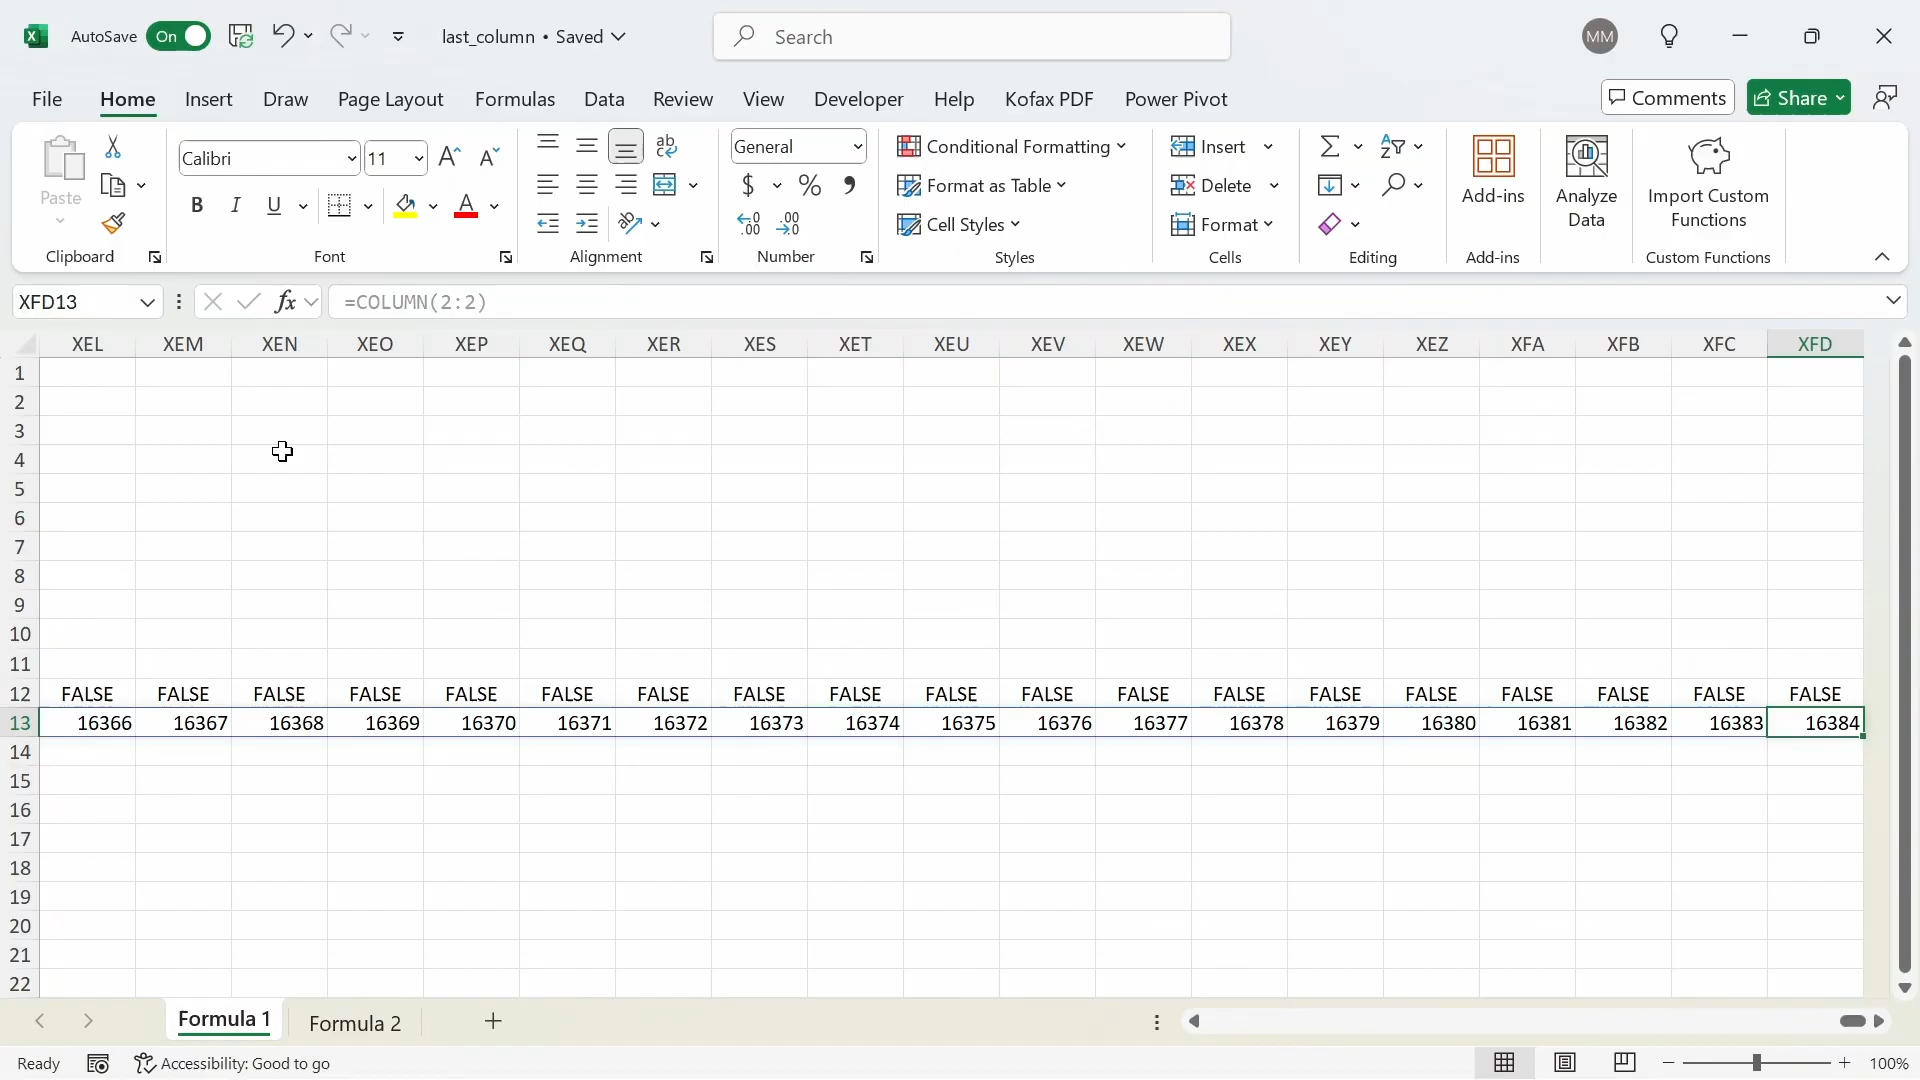 AutoSave On last_column • Saved Search MM
File Home Insert Draw Page Layout Formulas Data Review View Developer Help Kofax PDF Power Pivot Comments Share
Paste Calibri 11 General Conditional Formatting Format as Table Cell Styles Insert Delete Format Add-ins Analyze Data Import Custom Functions
Clipboard Font Alignment Number Styles Cells Editing Add-ins Custom Functions
XFD13 fx =COLUMN(2:2)
XEL XEM XEN XEO XEP XEQ XER XES XET XEU XEV XEW XEX XEY XEZ XFA XFB XFC XFD
1
2
3
4
5
6
7
8
9
10
11
12 FALSE FALSE FALSE FALSE FALSE FALSE FALSE FALSE FALSE FALSE FALSE FALSE FALSE FALSE FALSE FALSE FALSE FALSE FALSE
13 16366 16367 16368 16369 16370 16371 16372 16373 16374 16375 16376 16377 16378 16379 16380 16381 16382 16383 16384
14
15
16
17
18
19
20
21
22
Formula 1 Formula 2
Ready Accessibility: Good to go 100%